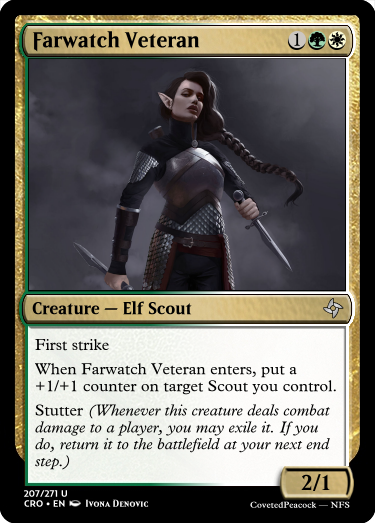 Farwatch Veteran 1
Creature — Elf Scout
First strike
When Farwatch Veteran enters, put a
+1/+1 counter on target Scout you control.
Stutter (Whenever this creature deals combat
damage to a player, you may exile it. If you
do, return it to the battlefield at your next end
step.)
2/1
207/271 U
CRO • EN Ivona Denovic
CovetedPeacock — NFS